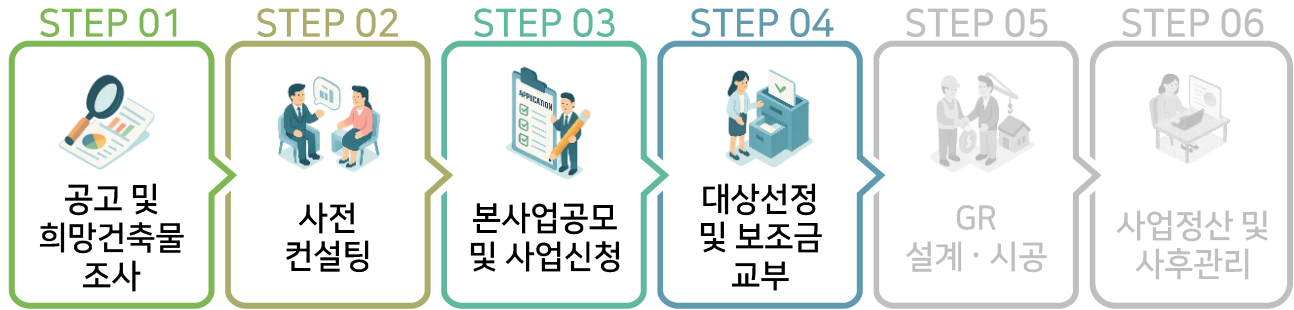 STEP 01
공고 및
희망건축물
조사
STEP 02
사전
컨설팅
STEP 03
APPLICATION
본사업공모
및 사업신청
STEP 04
대상선정
및 보조금
교부
STEP 05
GR
설계 · 시공
STEP 06
사업정산 및
사후관리